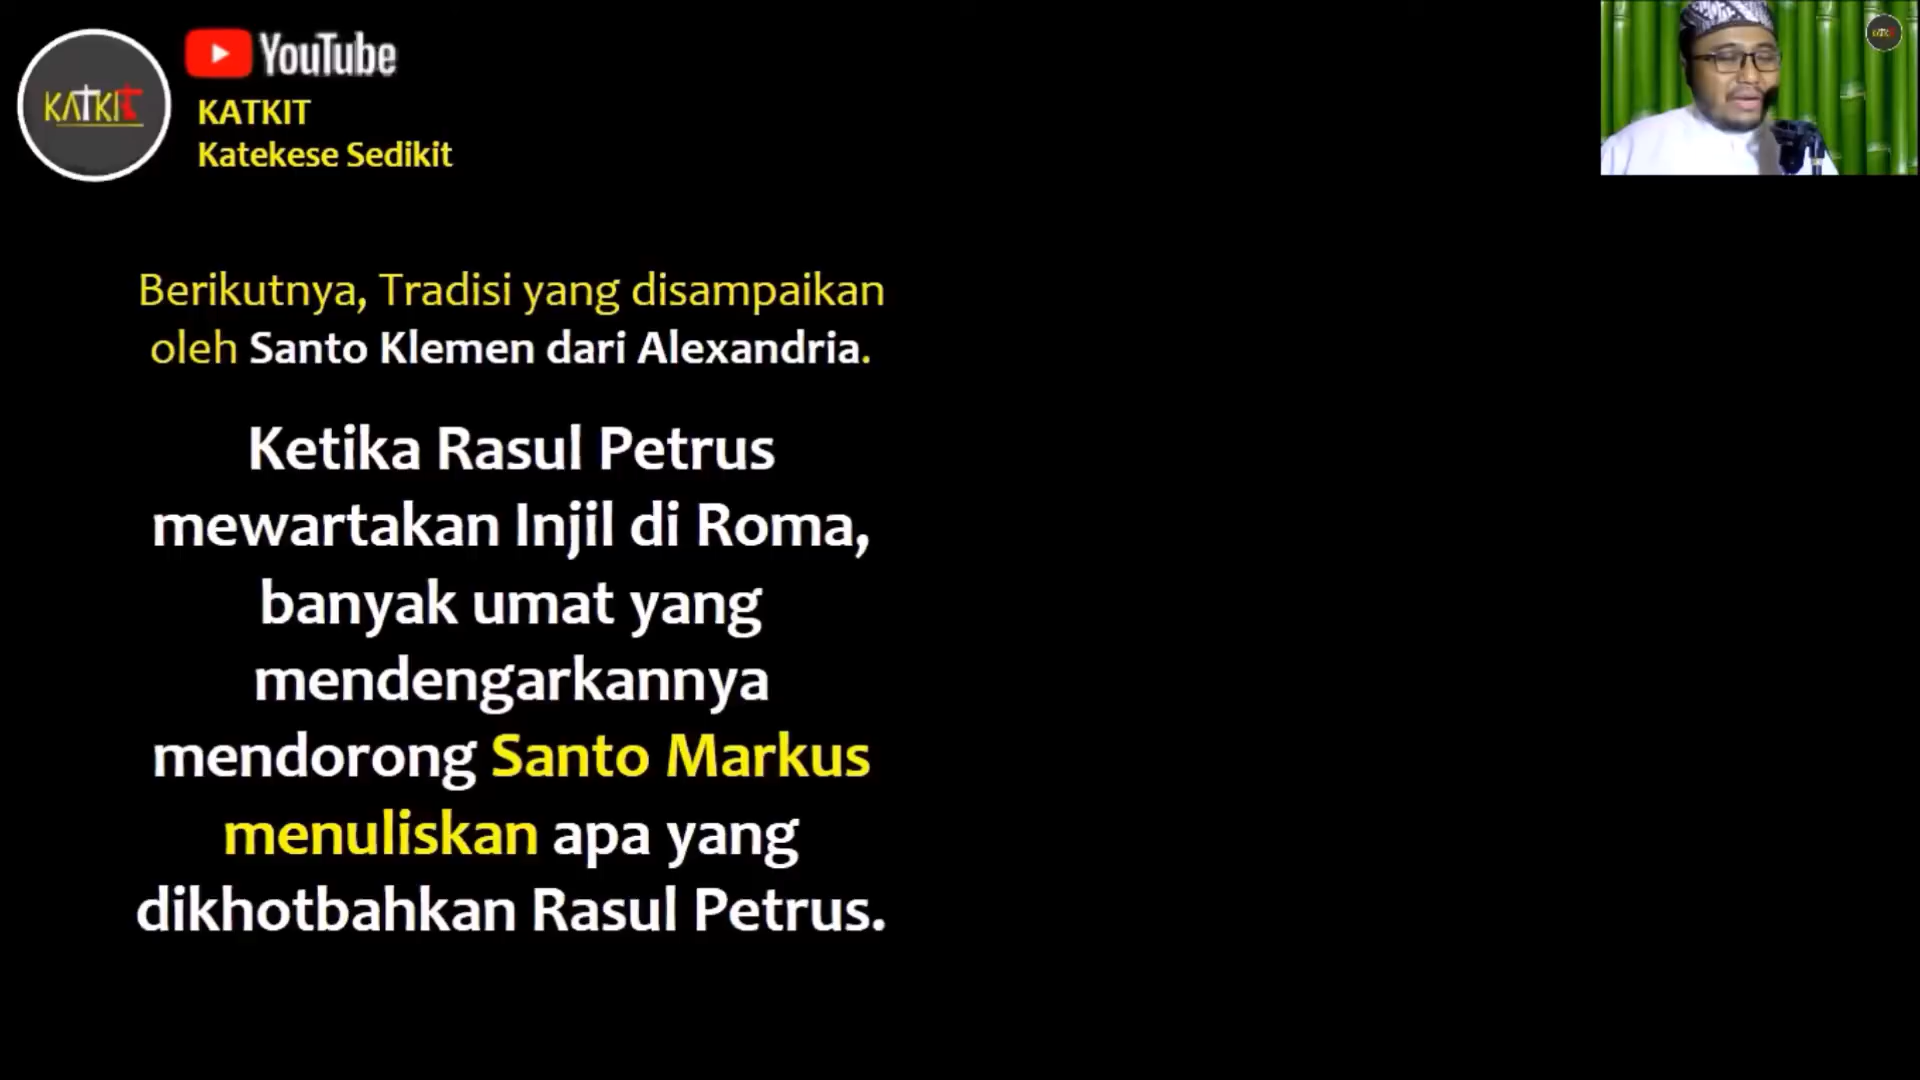 KATKIT
YouTube
KATKIT
Katekese Sedikit
Berikutnya, Tradisi yang disampaikan
oleh Santo Klemen dari Alexandria.
Ketika Rasul Petrus
mewartakan Injil di Roma,
banyak umat yang
mendengarkannya
mendorong Santo Markus
menuliskan apa yang
dikhotbahkan Rasul Petrus.
KATKIT